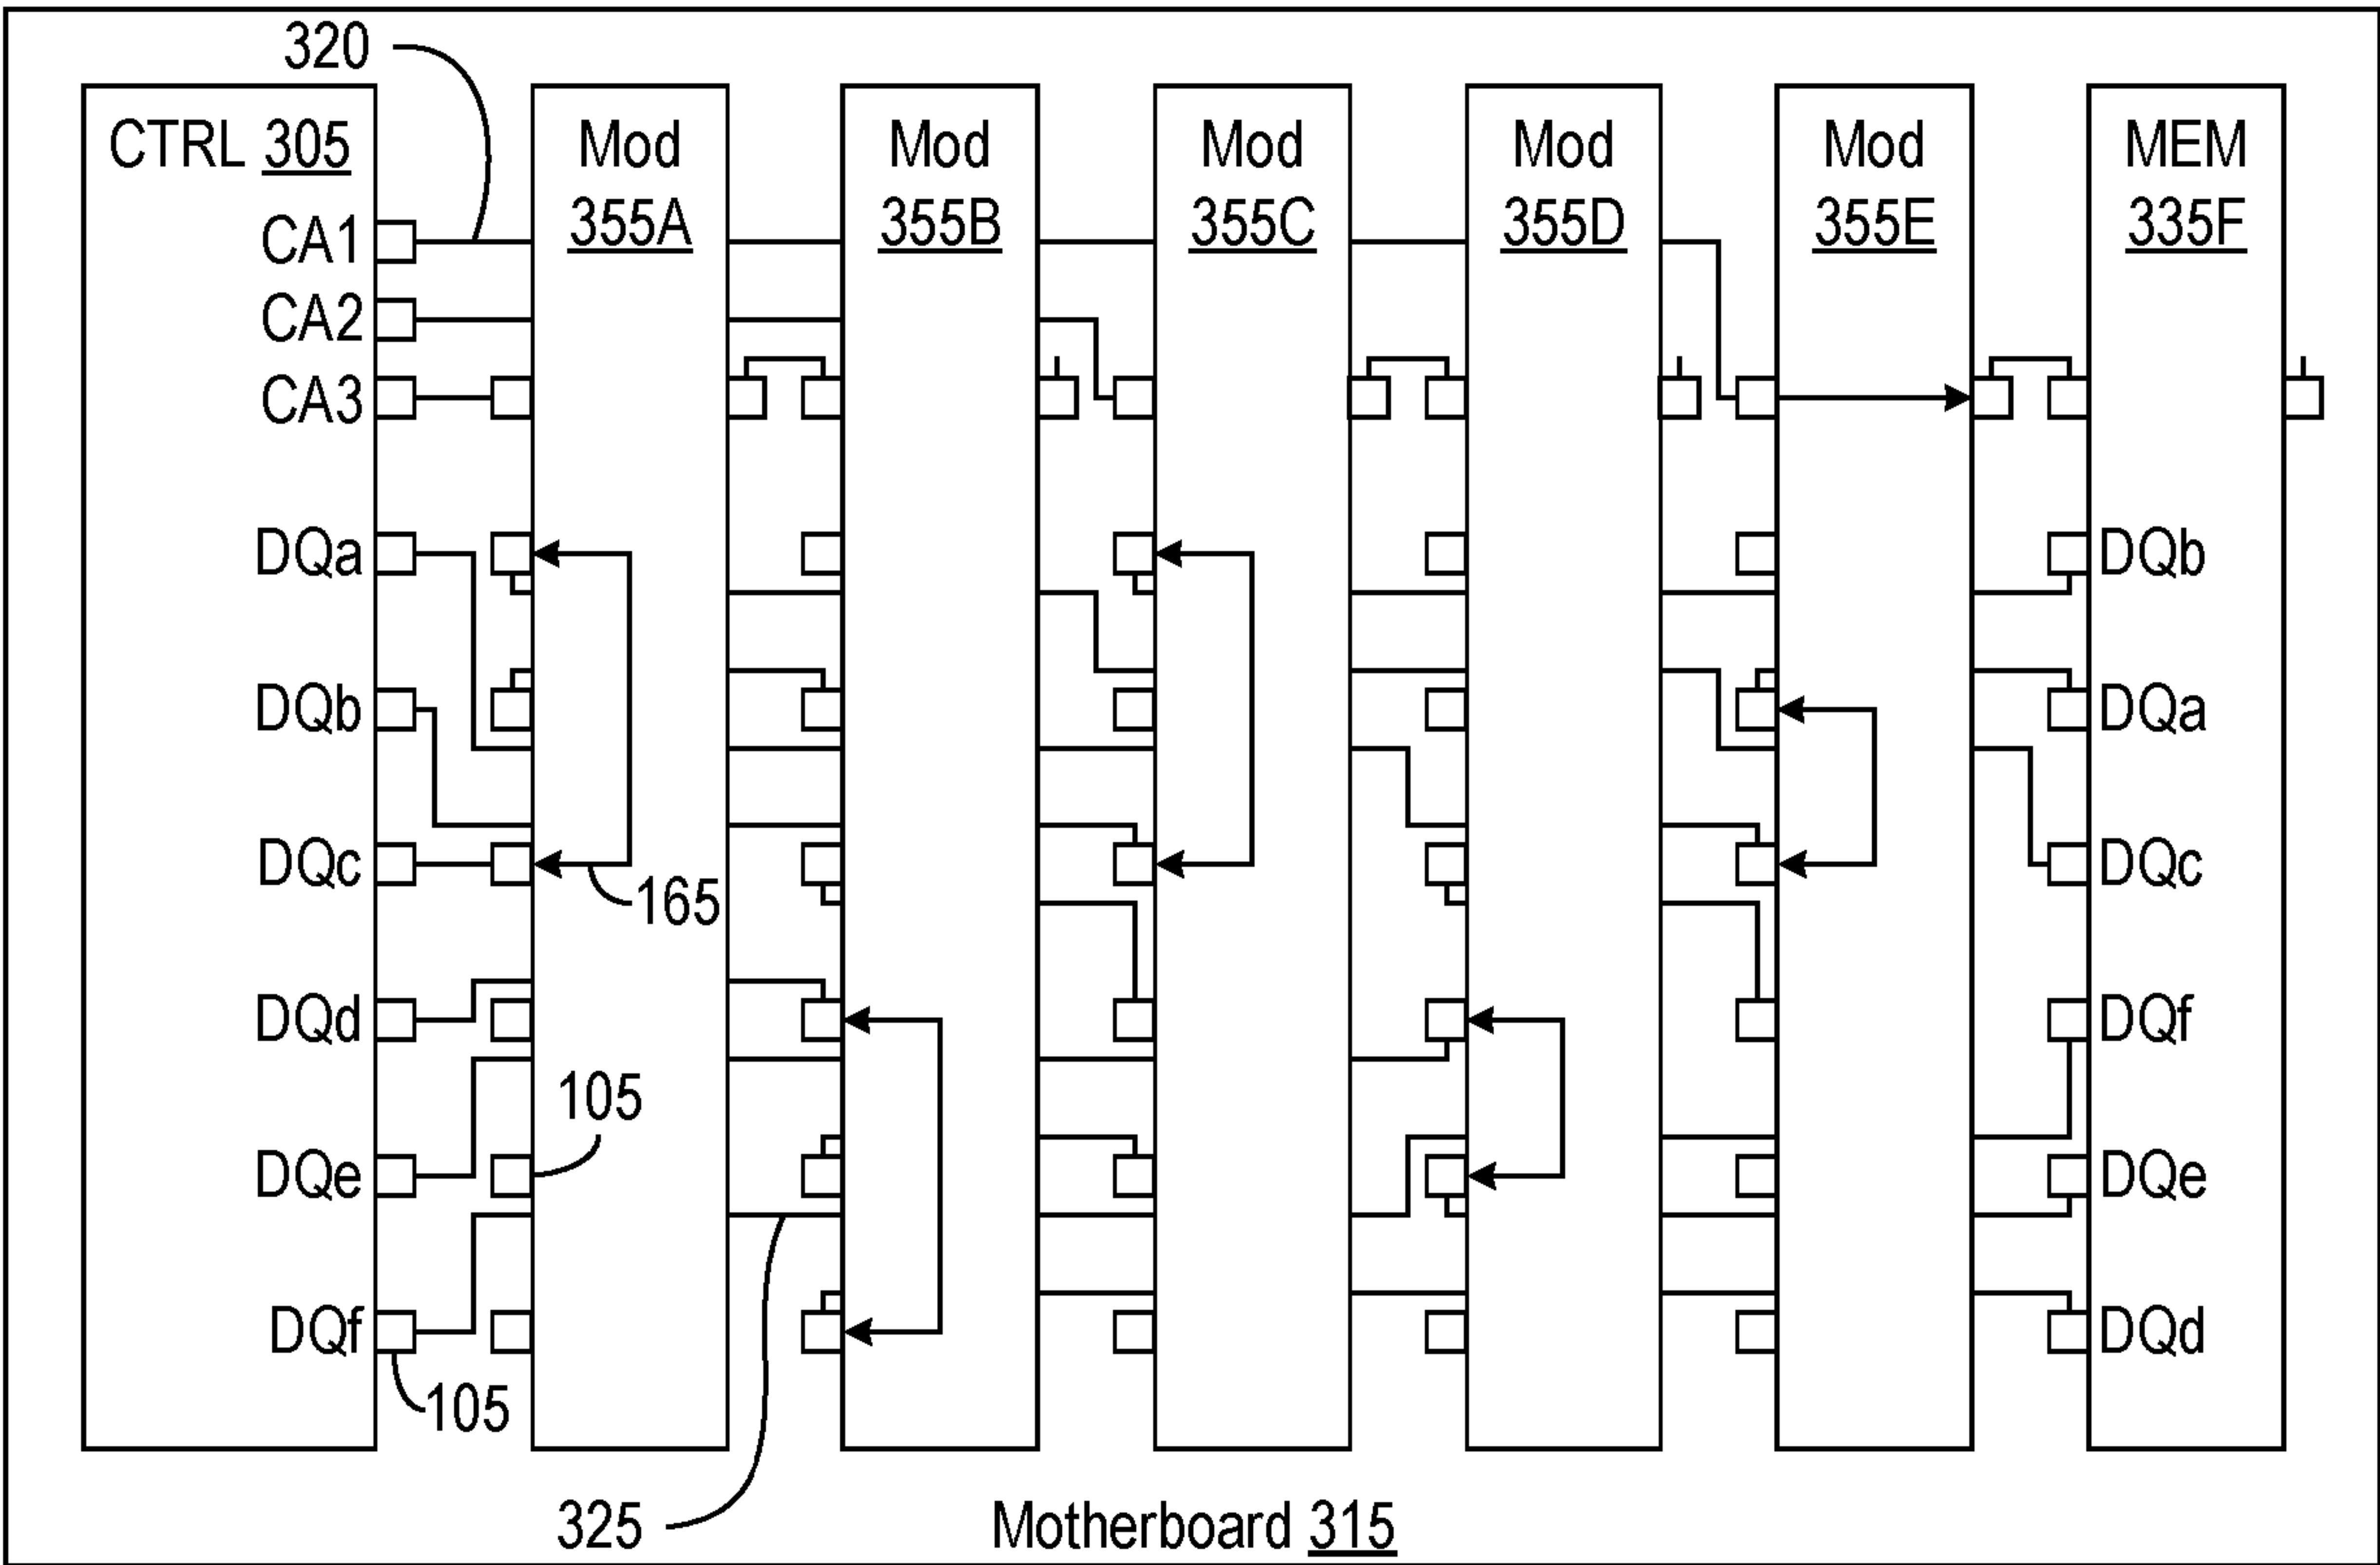 320
CTRL 305
Mod
355A
Mod
355B
Mod
355C
Mod
355D
Mod
355E
MEM
335F
CA1
CA2
CA3
DQa
DQb
DQb
DQa
DQc
165
DQc
DQd
DQf
105
DQe
DQe
DQf
DQd
105
325
Motherboard 315